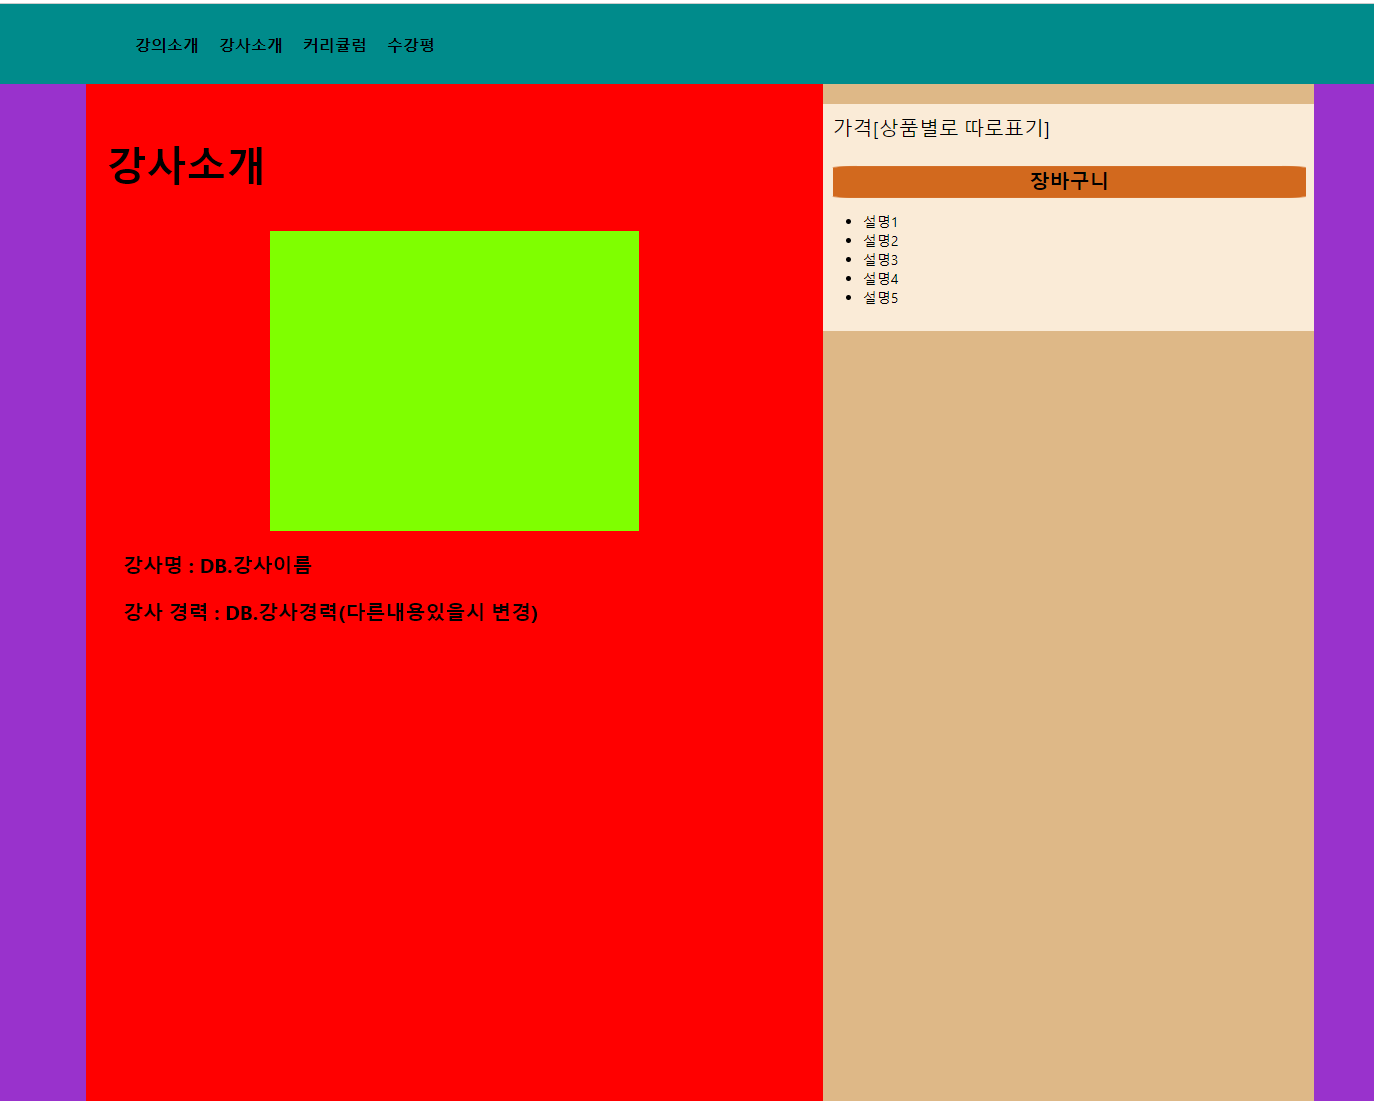 강의소개 강사소개 커리큘럼 수강평
강사소개
강사명 : DB.강사이름
강사 경력 : DB.강사경력(다른내용있을시 변경)
가격[상품별로 따로표기]
장바구니
설명1
설명2
설명3
설명4
설명5